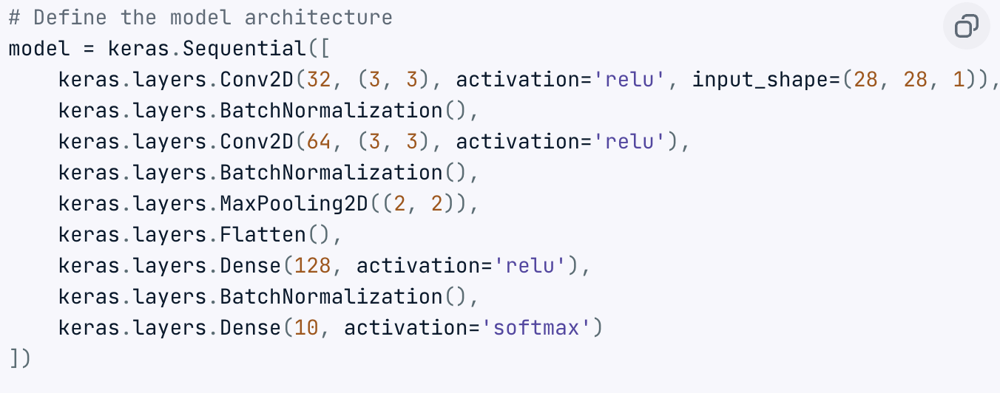 # Define the model architecture
model = keras.Sequential([
    keras.layers.Conv2D(32, (3, 3), activation='relu', input_shape=(28, 28, 1)),
    keras.layers.BatchNormalization(),
    keras.layers.Conv2D(64, (3, 3), activation='relu'),
    keras.layers.BatchNormalization(),
    keras.layers.MaxPooling2D((2, 2)),
    keras.layers.Flatten(),
    keras.layers.Dense(128, activation='relu'),
    keras.layers.BatchNormalization(),
    keras.layers.Dense(10, activation='softmax')
])